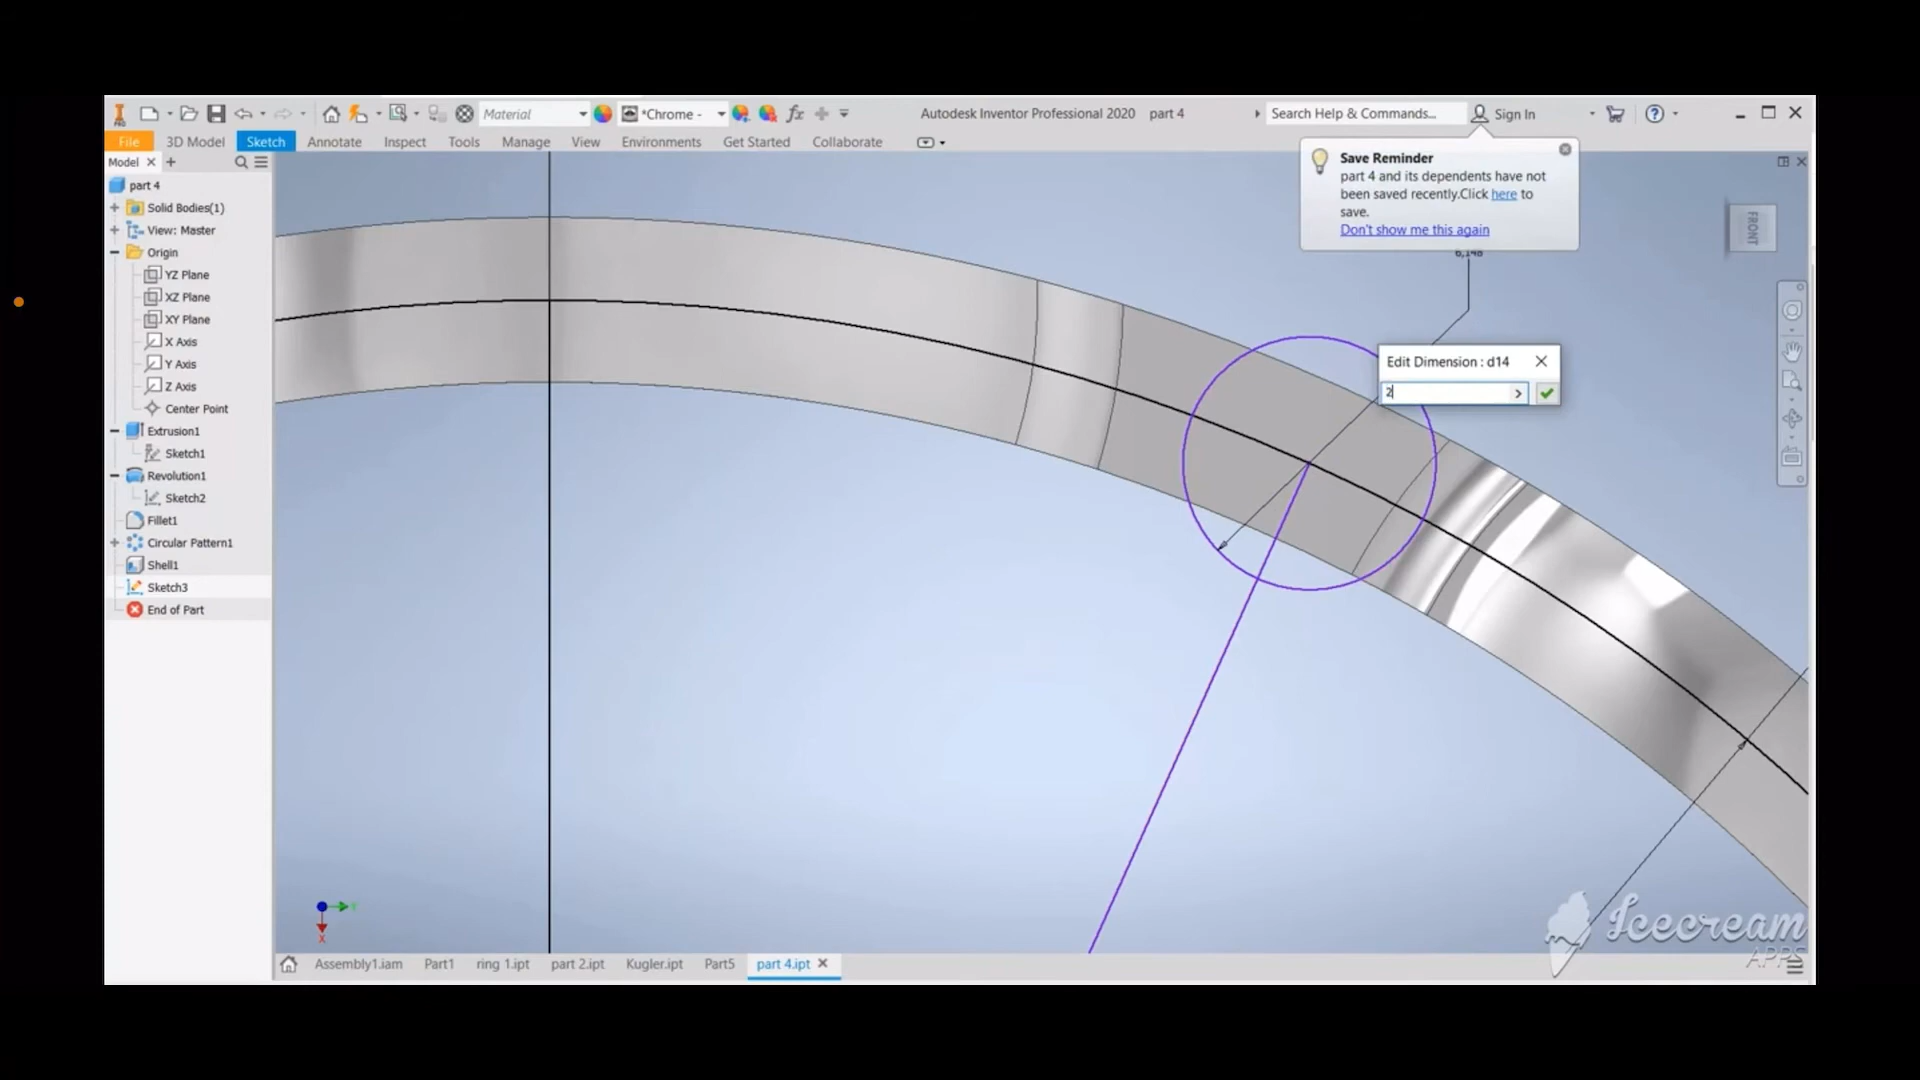 Material
*Chrome -
Autodesk Inventor Professional 2020 part 4
Search Help & Commands...
Sign In
File 3D Model Sketch Annotate Inspect Tools Manage View Environments Get Started Collaborate
Model
part 4
Solid Bodies(1)
View: Master
Origin
YZ Plane
XZ Plane
XY Plane
X Axis
Y Axis
Z Axis
Center Point
Extrusion1
Sketch1
Revolution1
Sketch2
Fillet1
Circular Pattern1
Shell1
Sketch3
End of Part
Save Reminder
part 4 and its dependents have not
been saved recently.Click here to
save.
Don't show me this again
FRONT
6,148
Edit Dimension : d14
2
Y
X
Icecream
APPS
Assembly1.iam Part1 ring 1.ipt part 2.ipt Kugler.ipt Part5 part 4.ipt